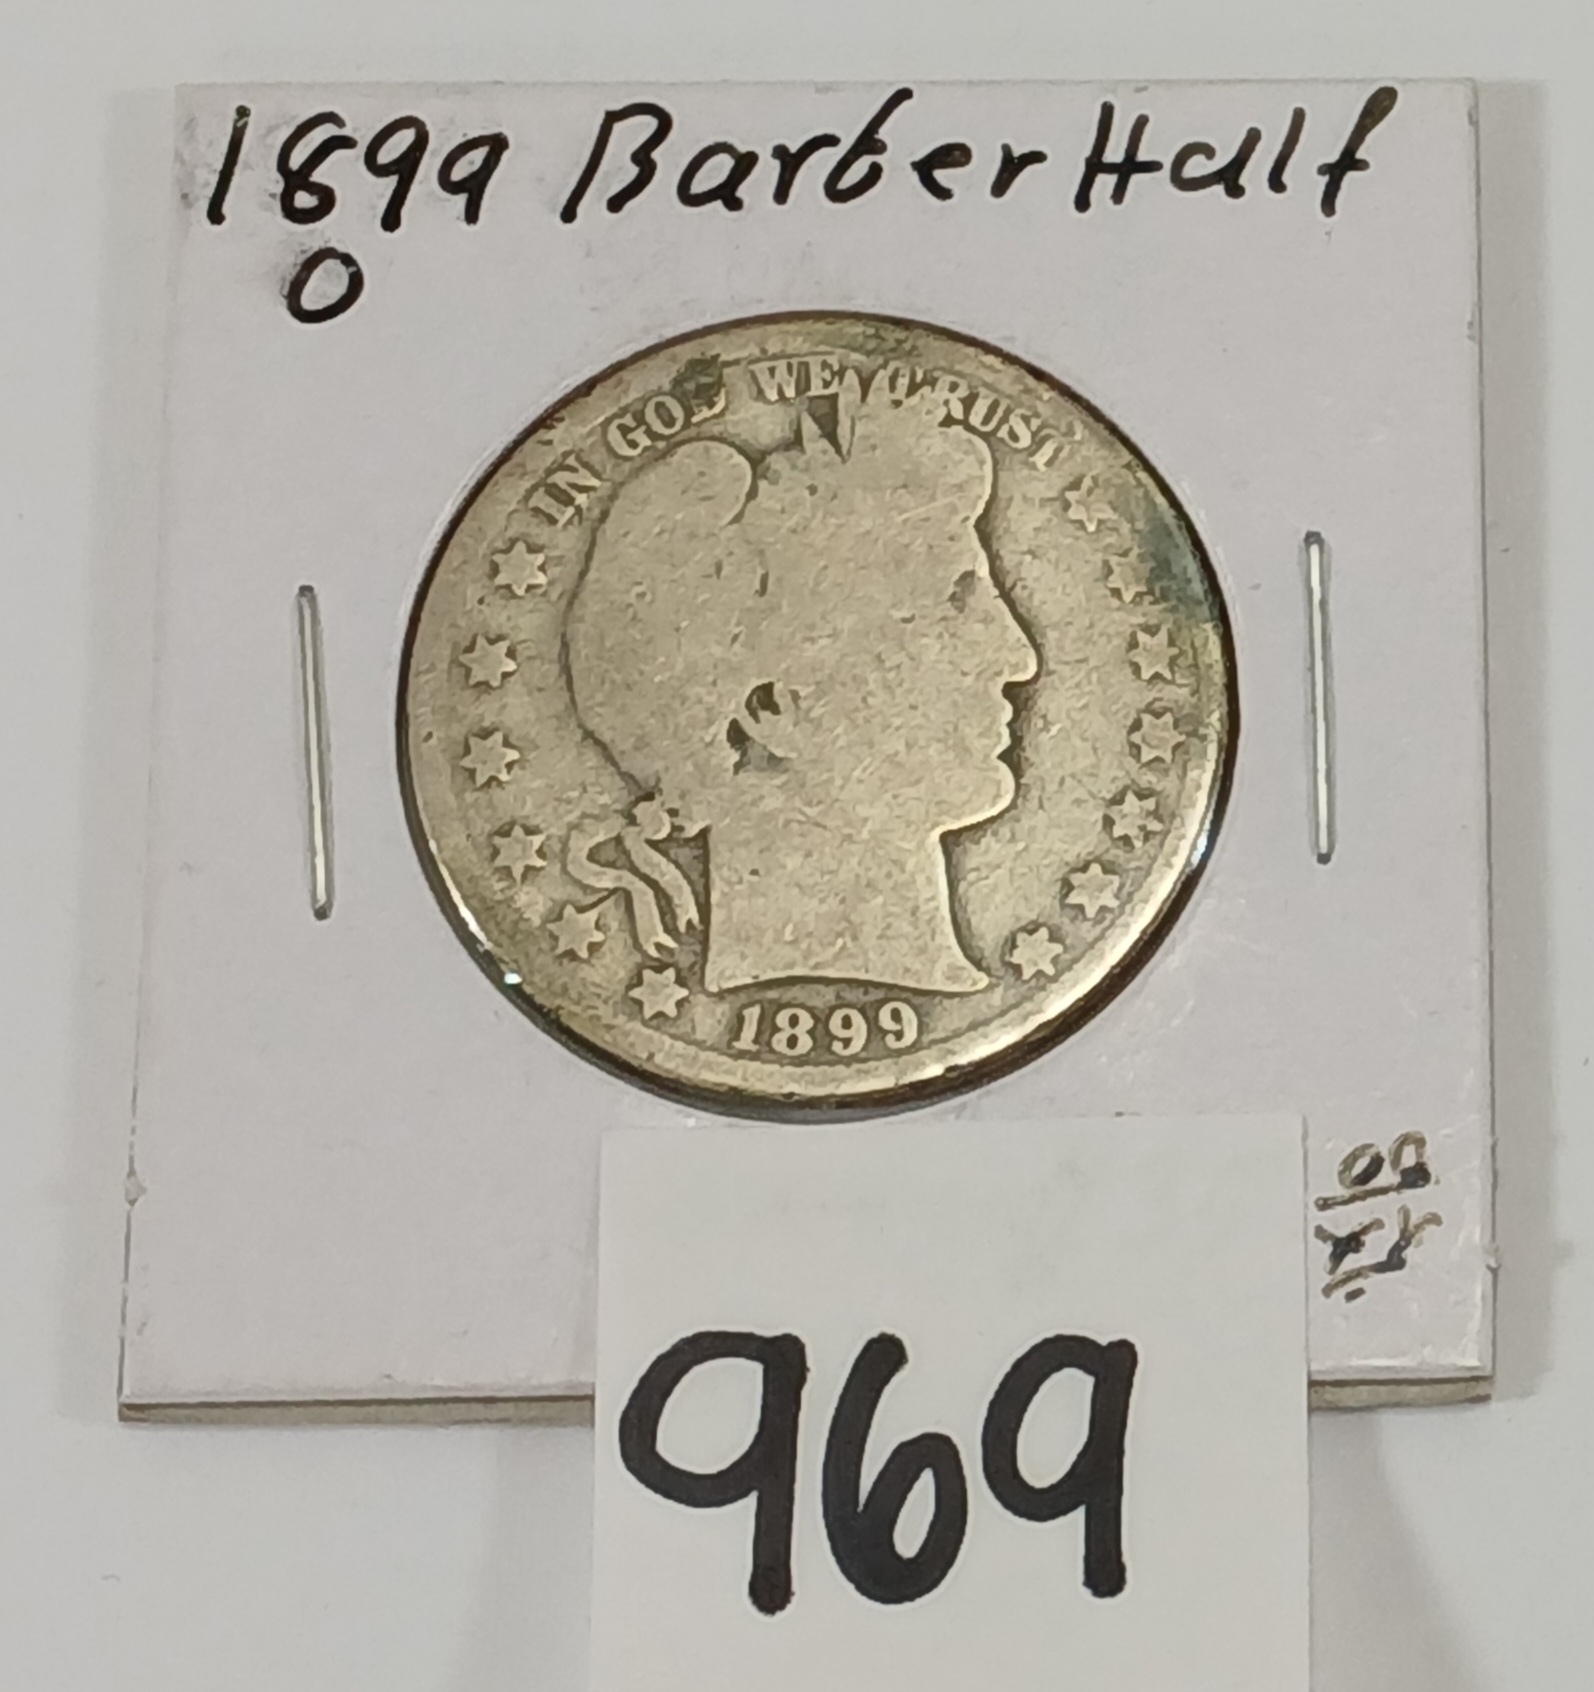 1899 Barber Half
O
IN GOD WE TRUST
1899
969